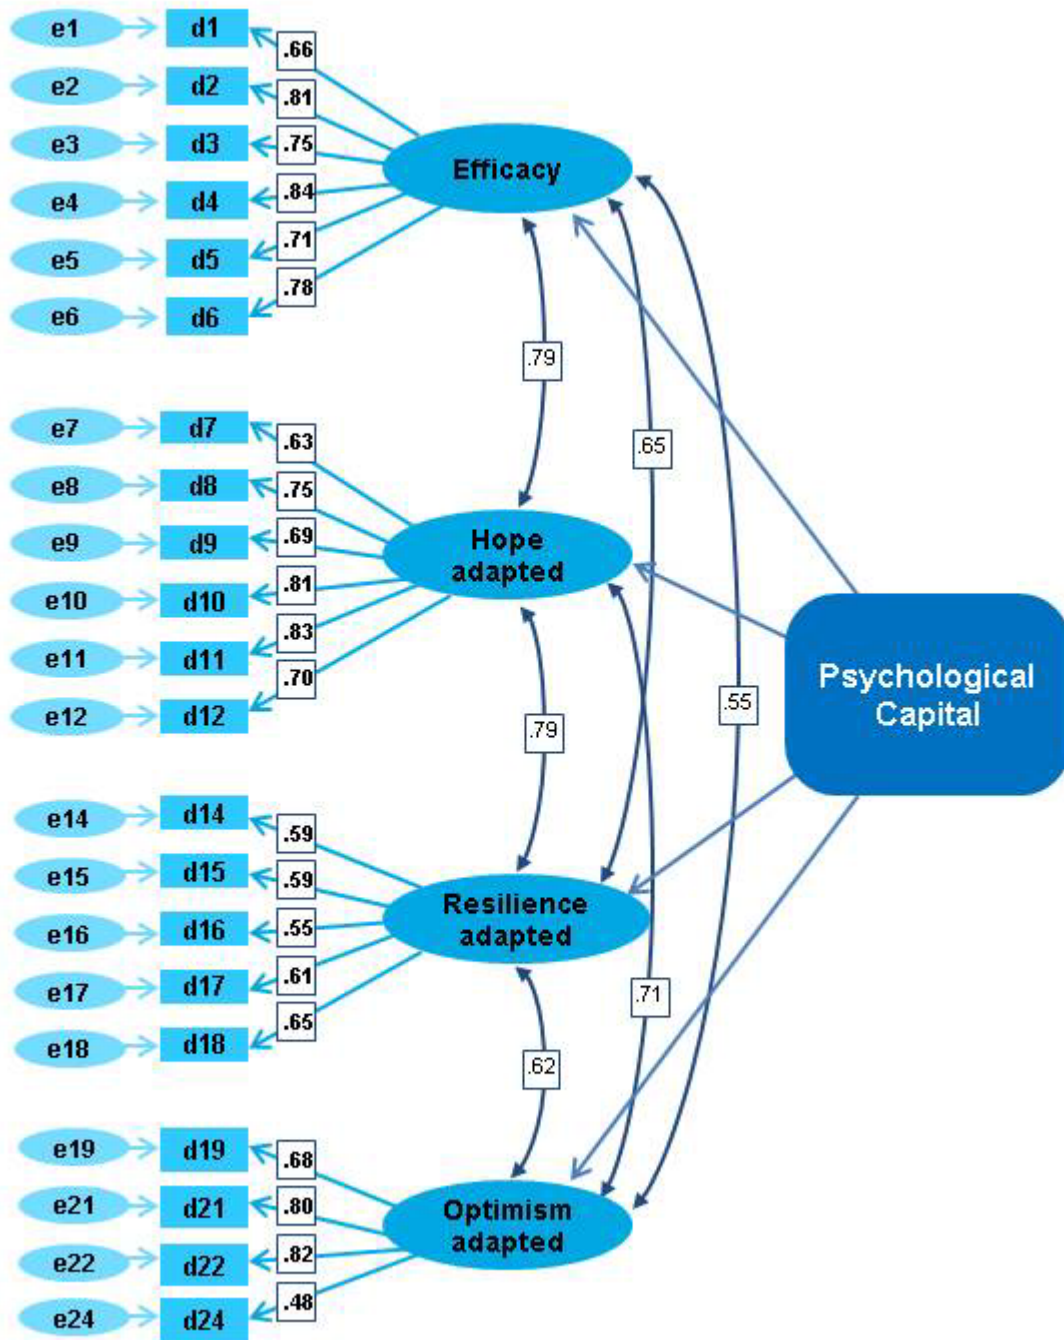 e1 d1 .66
e2 d2 .81
e3 d3 .75
Efficacy
e4 d4 .84
e5 d5 .71
e6 d6 .78
.79
e7 d7 .63
.65
e8 d8 .75
e9 d9 .69
Hope
adapted
e10 d10 .81
e11 d11 .83
e12 d12 .70
Psychological
Capital
.55
.79
e14 d14 .59
e15 d15 .59
Resilience
adapted
e16 d16 .55
e17 d17 .61
.71
e18 d18 .65
.62
e19 d19 .68
e21 d21 .80
Optimism
adapted
e22 d22 .82
e24 d24 .48